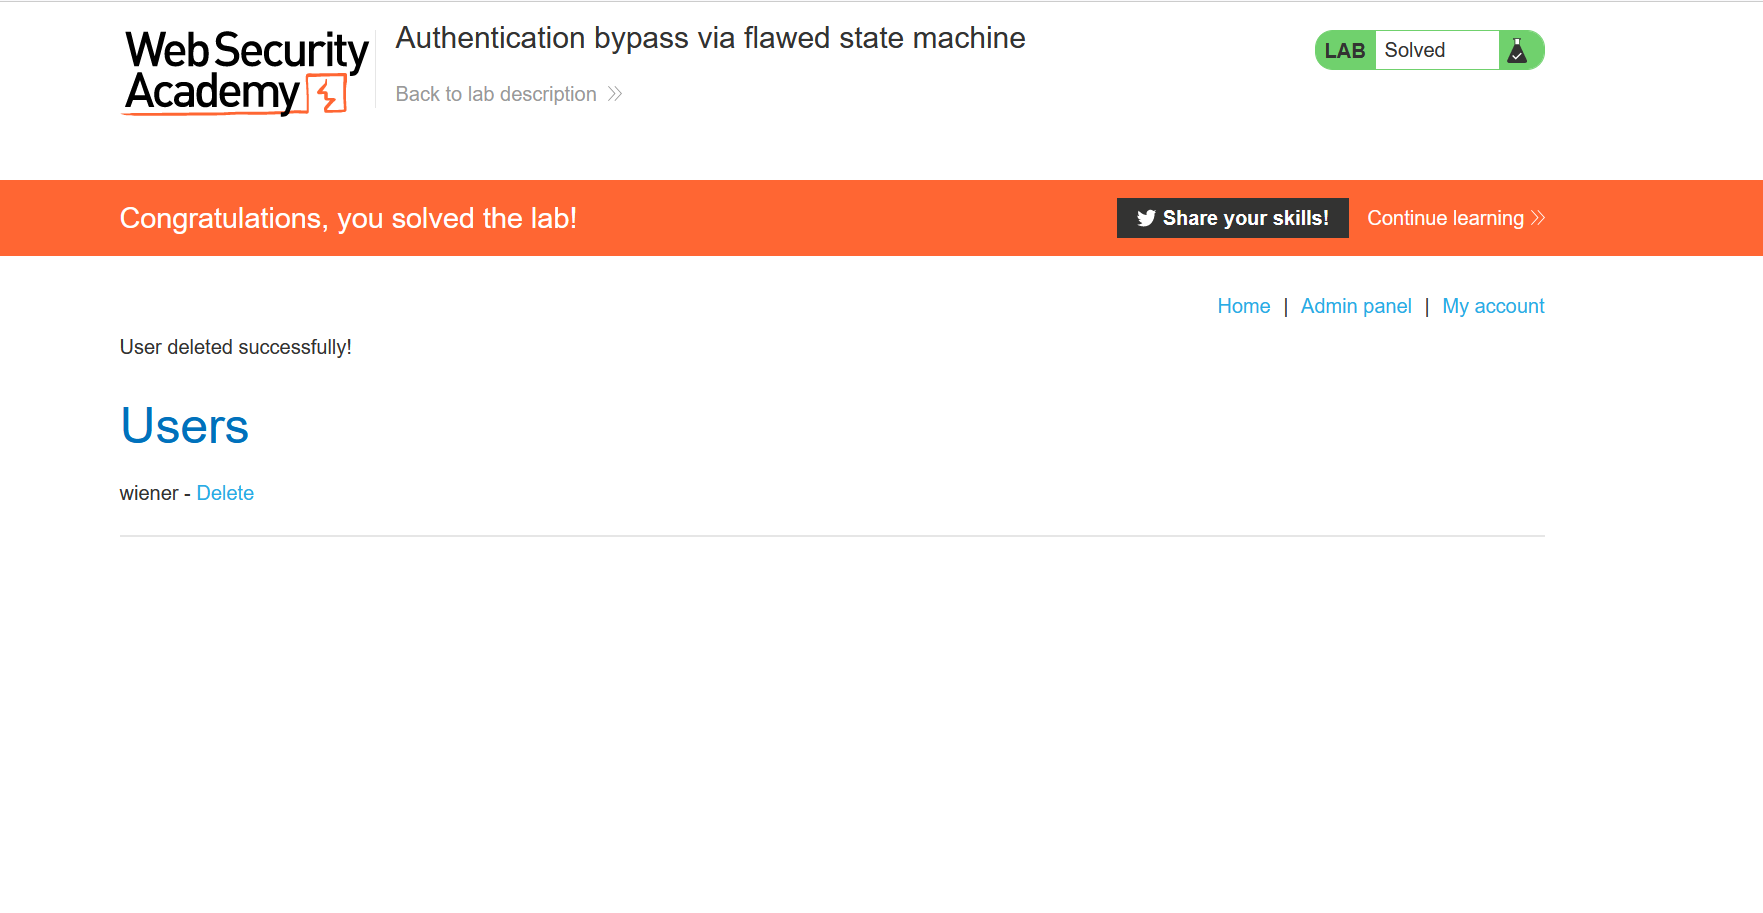 Web Security
Academy
Authentication bypass via flawed state machine
Back to lab description
LAB Solved
Congratulations, you solved the lab!
Share your skills! Continue learning
Home | Admin panel | My account
User deleted successfully!
Users
wiener - Delete